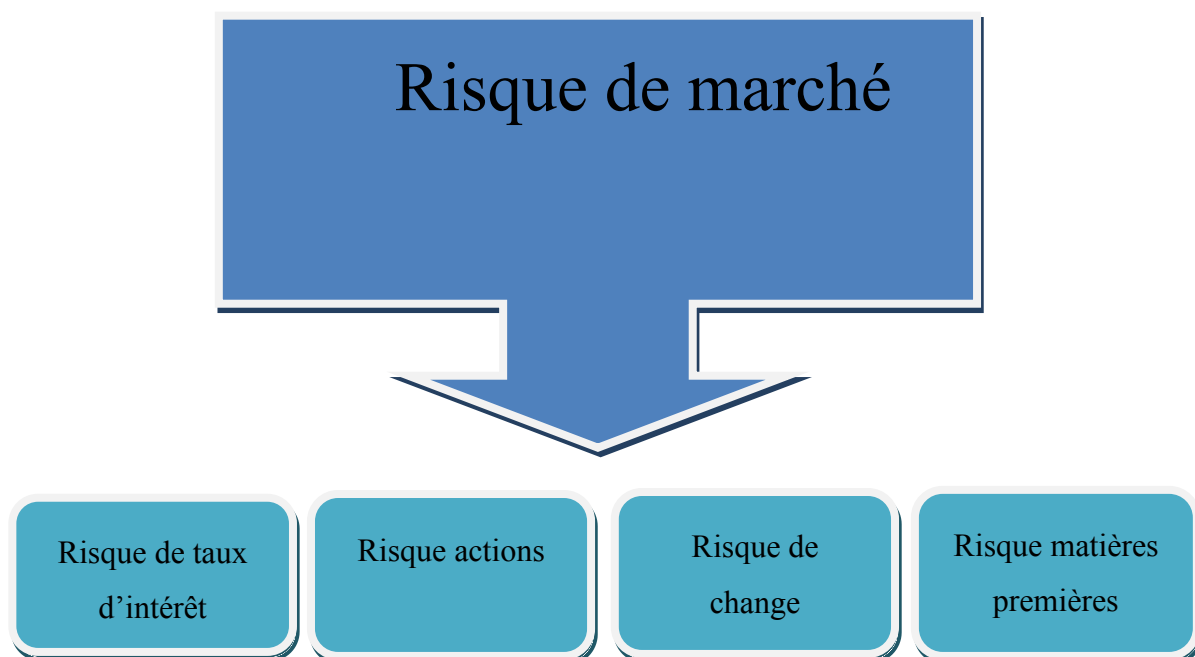 Risque de marché
Risque de taux
d’intérêt
Risque actions
Risque de
change
Risque matières
premières